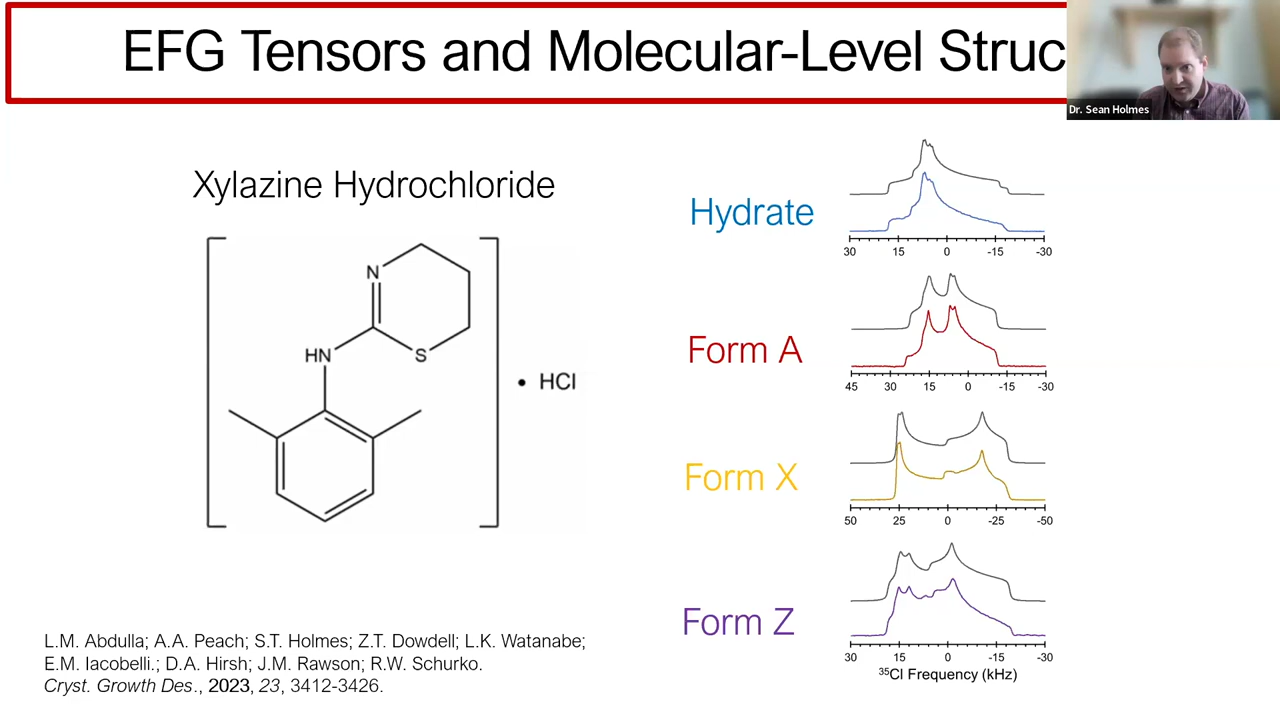 EFG Tensors and Molecular-Level Struc
Dr. Sean Holmes
Xylazine Hydrochloride
N
HN
S
• HCl
Hydrate
30 15 0 -15 -30
Form A
45 30 15 0 -15 -30
Form X
50 25 0 -25 -50
Form Z
30 15 0 -15 -30
³⁵Cl Frequency (kHz)
L.M. Abdulla; A.A. Peach; S.T. Holmes; Z.T. Dowdell; L.K. Watanabe;
E.M. Iacobelli.; D.A. Hirsh; J.M. Rawson; R.W. Schurko.
Cryst. Growth Des., 2023, 23, 3412-3426.